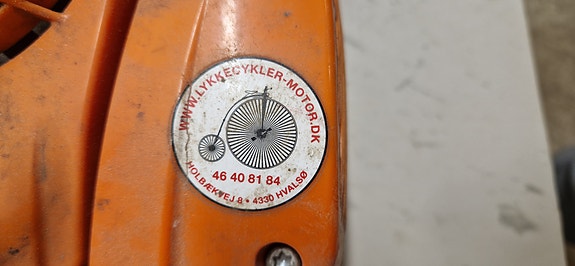 WWW.LYKKECYKLER-MOTOR.DK
46 40 81 84
HOLBÆKVEJ 8 • 4330 HVALSØ